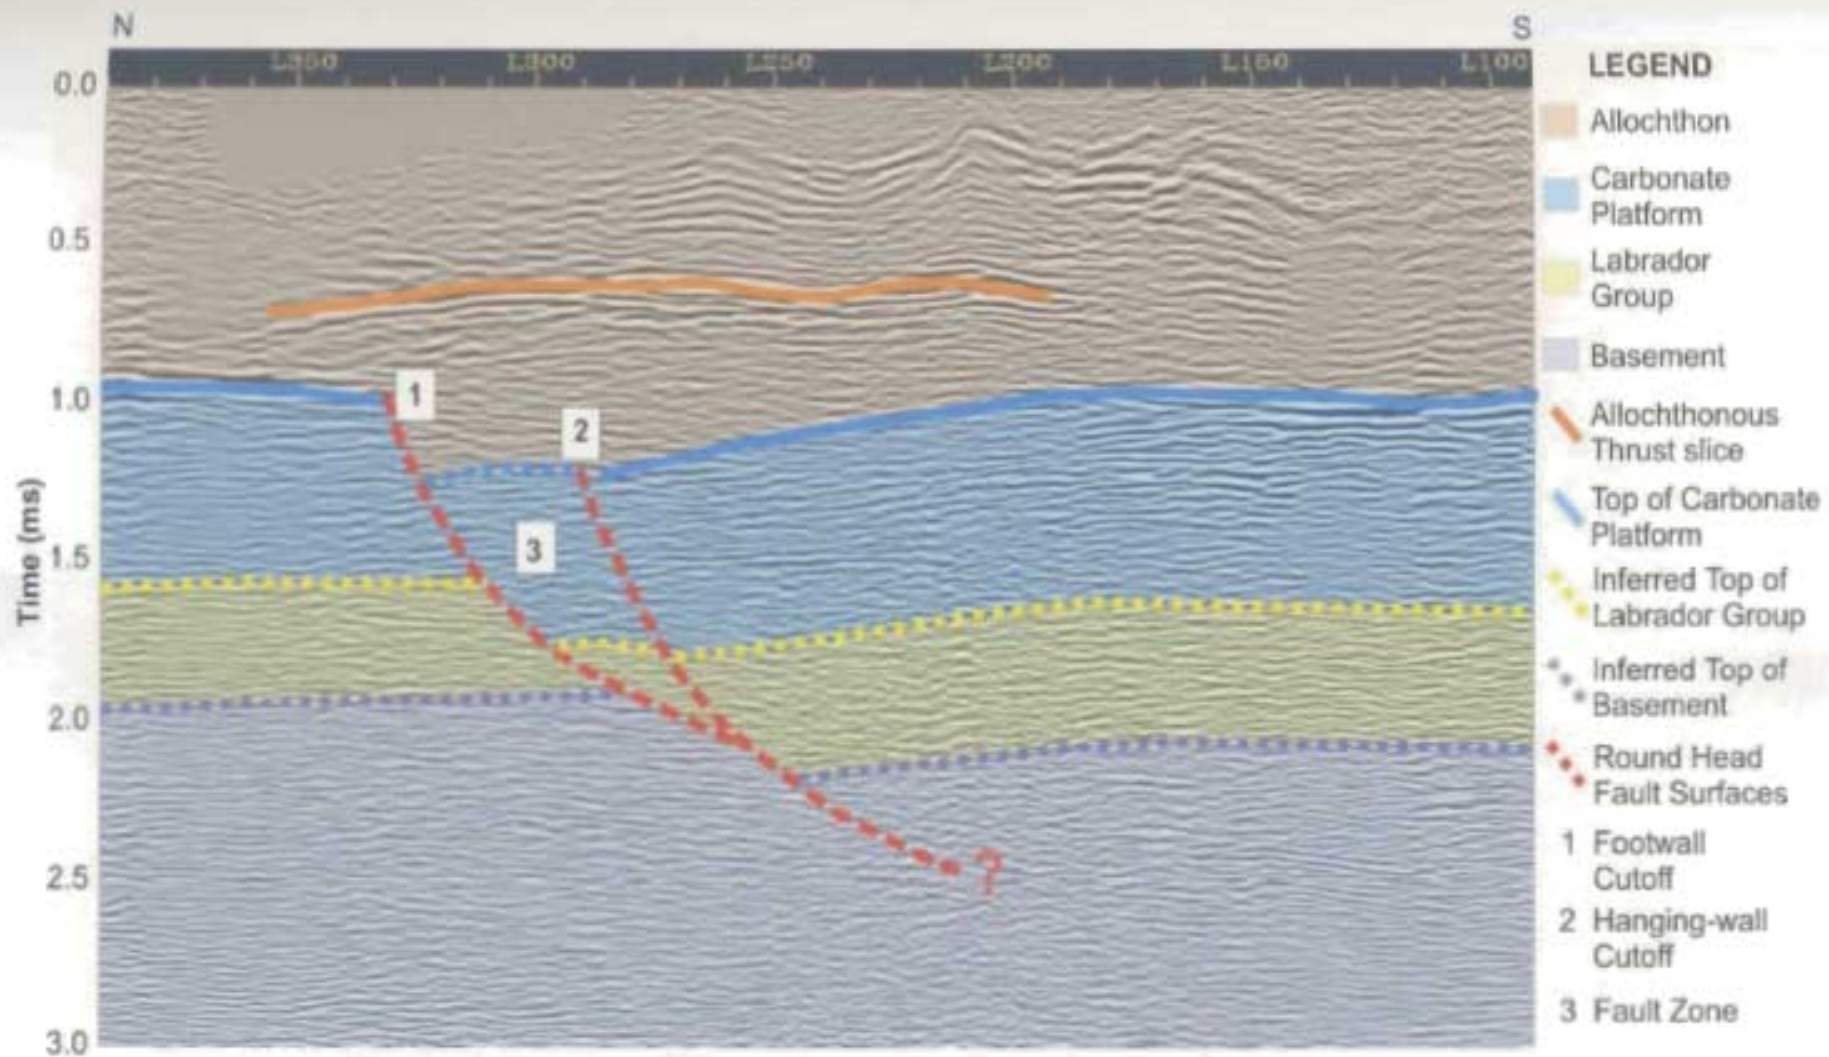 N S
L350 L300 L250 L200 L150 L100
0.0
0.5
1.0
1.5
2.0
2.5
3.0
Time (ms)
1
2
3
?
LEGEND
Allochthon
Carbonate
Platform
Labrador
Group
Basement
Allochthonous
Thrust slice
Top of Carbonate
Platform
Inferred Top of
Labrador Group
Inferred Top of
Basement
Round Head
Fault Surfaces
1 Footwall
Cutoff
2 Hanging-wall
Cutoff
3 Fault Zone